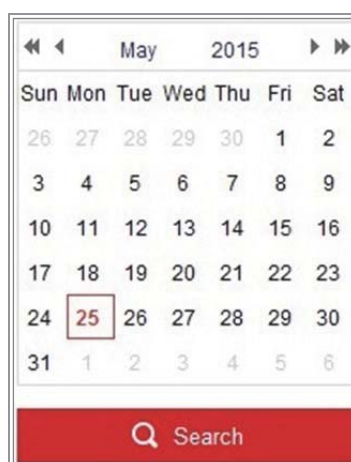 May 2015
Sun Mon Tue Wed Thu Fri Sat
26 27 28 29 30 1 2
3 4 5 6 7 8 9
10 11 12 13 14 15 16
17 18 19 20 21 22 23
24 25 26 27 28 29 30
31 1 2 3 4 5 6
Search